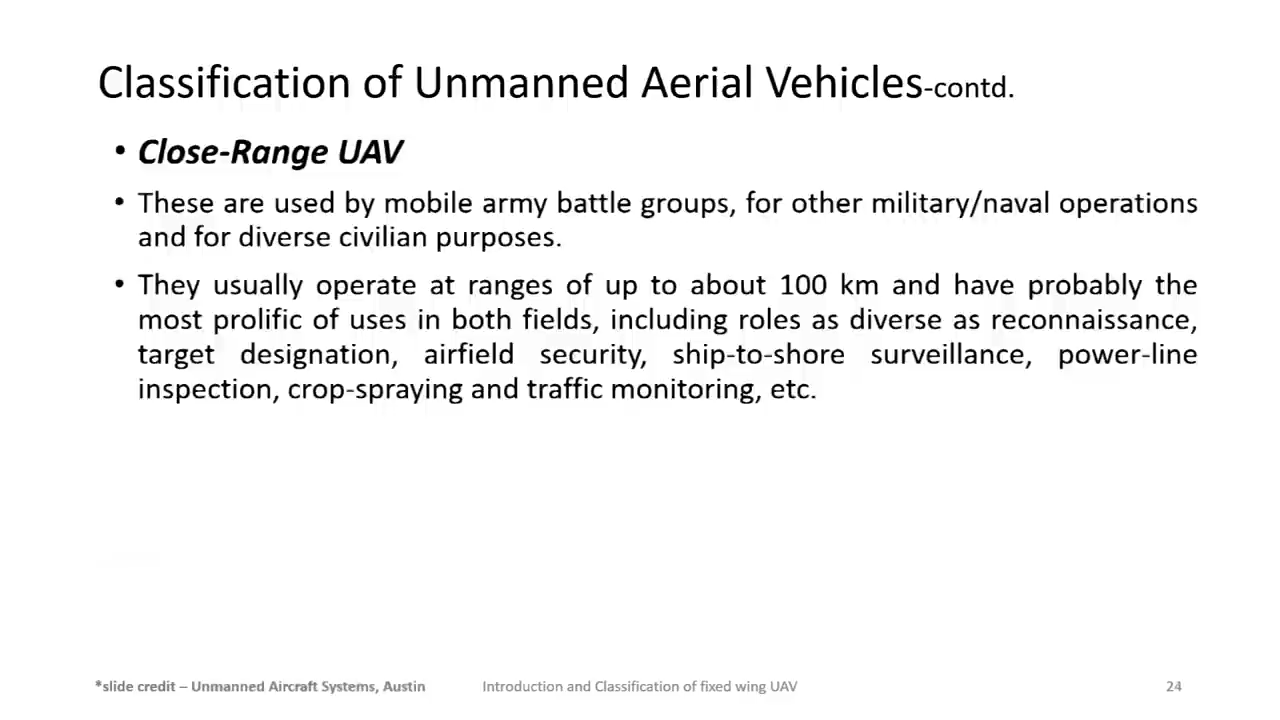 Classification of Unmanned Aerial Vehicles-contd.
• Close-Range UAV
• These are used by mobile army battle groups, for other military/naval operations
and for diverse civilian purposes.
• They usually operate at ranges of up to about 100 km and have probably the
most prolific of uses in both fields, including roles as diverse as reconnaissance,
target designation, airfield security, ship-to-shore surveillance, power-line
inspection, crop-spraying and traffic monitoring, etc.
*slide credit – Unmanned Aircraft Systems, Austin
Introduction and Classification of fixed wing UAV
24